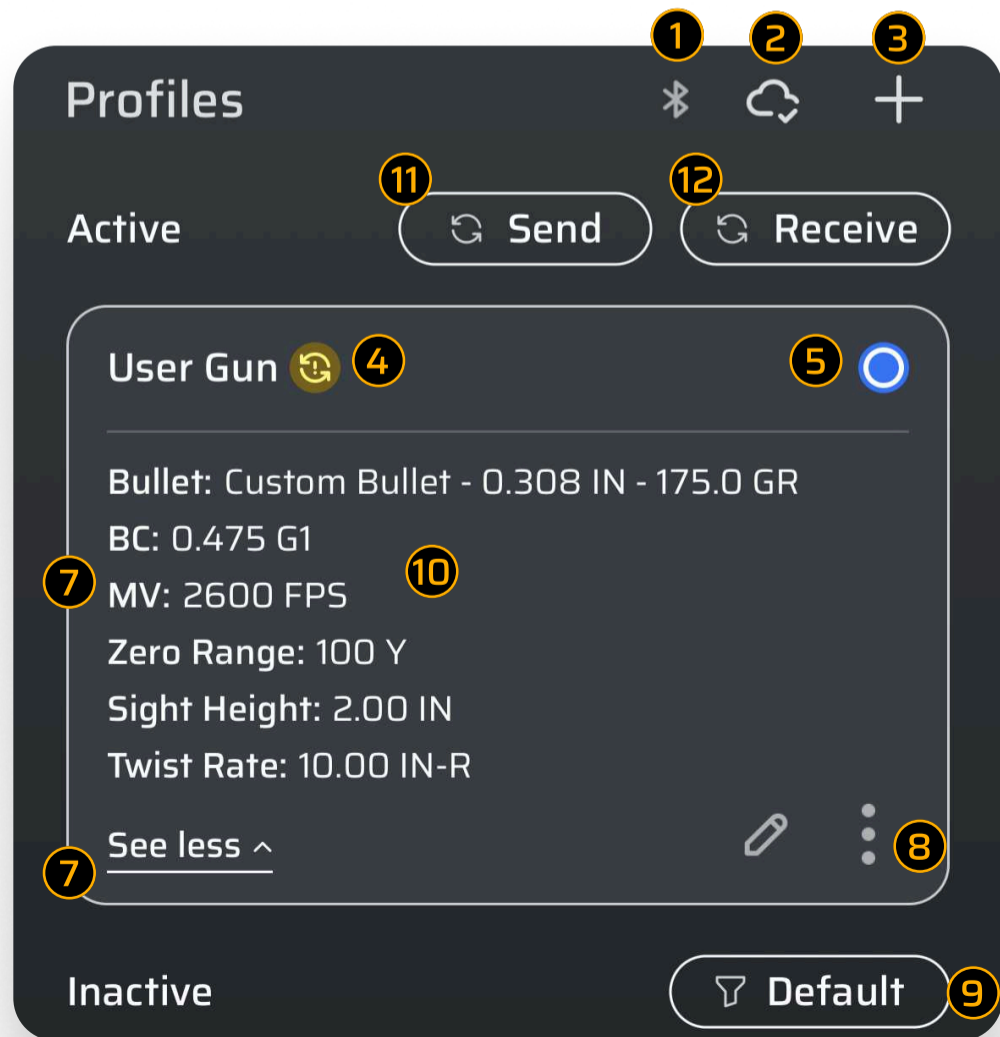 1 2 3
Profiles
11 12
Active Send Receive
User Gun 4 5
Bullet: Custom Bullet - 0.308 IN - 175.0 GR
BC: 0.475 G1
7 MV: 2600 FPS 10
Zero Range: 100 Y
Sight Height: 2.00 IN
Twist Rate: 10.00 IN-R
See less 8
7
Inactive Default 9